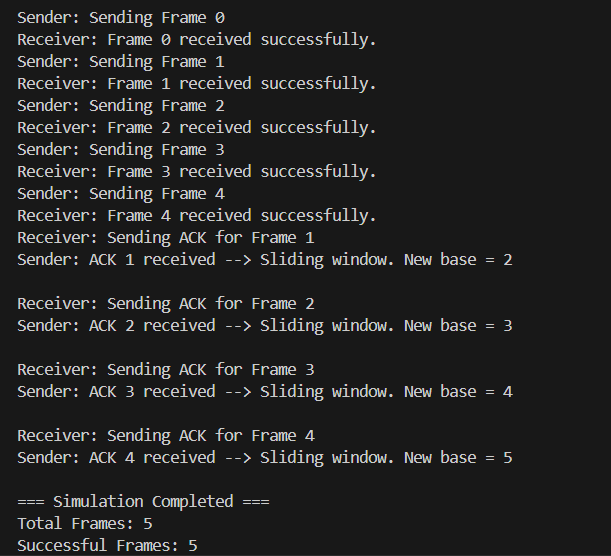 Sender: Sending Frame 0
Receiver: Frame 0 received successfully.
Sender: Sending Frame 1
Receiver: Frame 1 received successfully.
Sender: Sending Frame 2
Receiver: Frame 2 received successfully.
Sender: Sending Frame 3
Receiver: Frame 3 received successfully.
Sender: Sending Frame 4
Receiver: Frame 4 received successfully.
Receiver: Sending ACK for Frame 1
Sender: ACK 1 received --> Sliding window. New base = 2
Receiver: Sending ACK for Frame 2
Sender: ACK 2 received --> Sliding window. New base = 3
Receiver: Sending ACK for Frame 3
Sender: ACK 3 received --> Sliding window. New base = 4
Receiver: Sending ACK for Frame 4
Sender: ACK 4 received --> Sliding window. New base = 5
=== Simulation Completed ===
Total Frames: 5
Successful Frames: 5